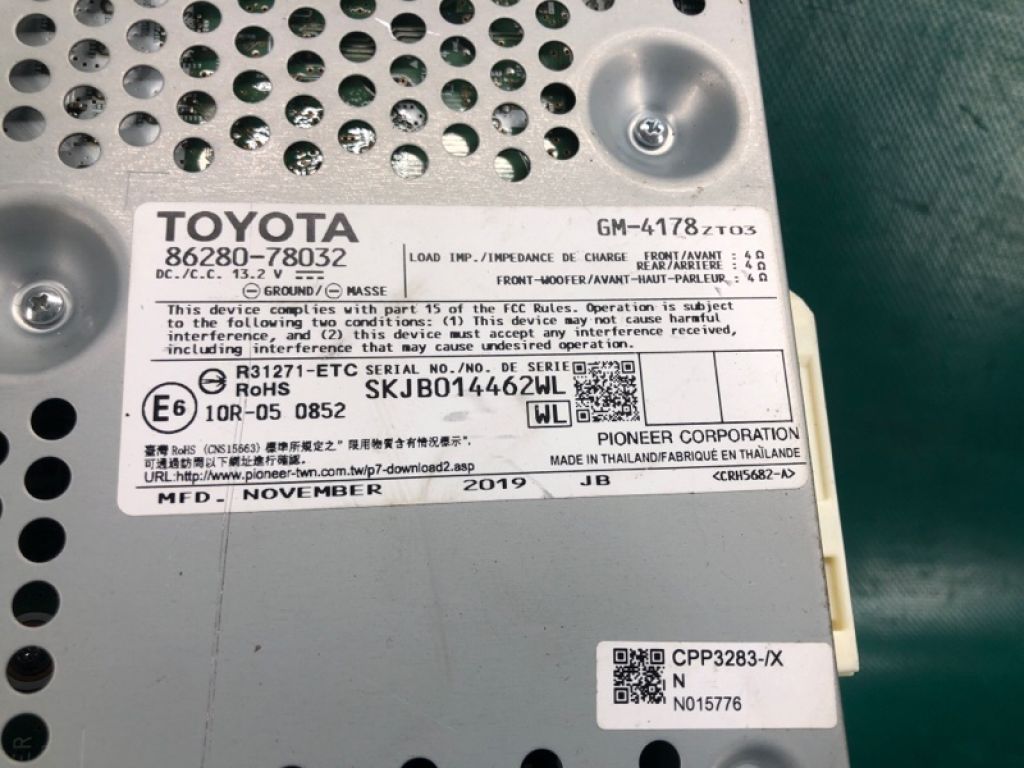 TOYOTA
GM-4178ZT03
86280-78032
DC./C.C. 13.2 V
LOAD IMP./IMPEDANCE DE CHARGE FRONT/AVANT : 4Ω
REAR/ARRIERE : 4Ω
FRONT-WOOFER/AVANT-HAUT-PARLEUR : 4Ω
GROUND/ MASSE
This device complies with part 15 of the FCC Rules. Operation is subject
to the following two conditions: (1) This device may not cause harmful
interference, and (2) this device must accept any interference received,
including interference that may cause undesired operation.
R31271-ETC SERIAL NO./NO. DE SERIE
RoHS SKJB014462WL
E6 10R-05 0852 WL
PIONEER CORPORATION
臺灣 RoHS (CNS15663) 標準所規定之"限用物質含有情況標示".
可通過訪問以下網址進行確認.
MADE IN THAILAND/FABRIQUÉ EN THAÏLANDE
URL:http://www.pioneer-twn.com.tw/p7-download2.asp
MFD. NOVEMBER 2019 JB <CRH5682-A>
CPP3283-/X
N
N015776